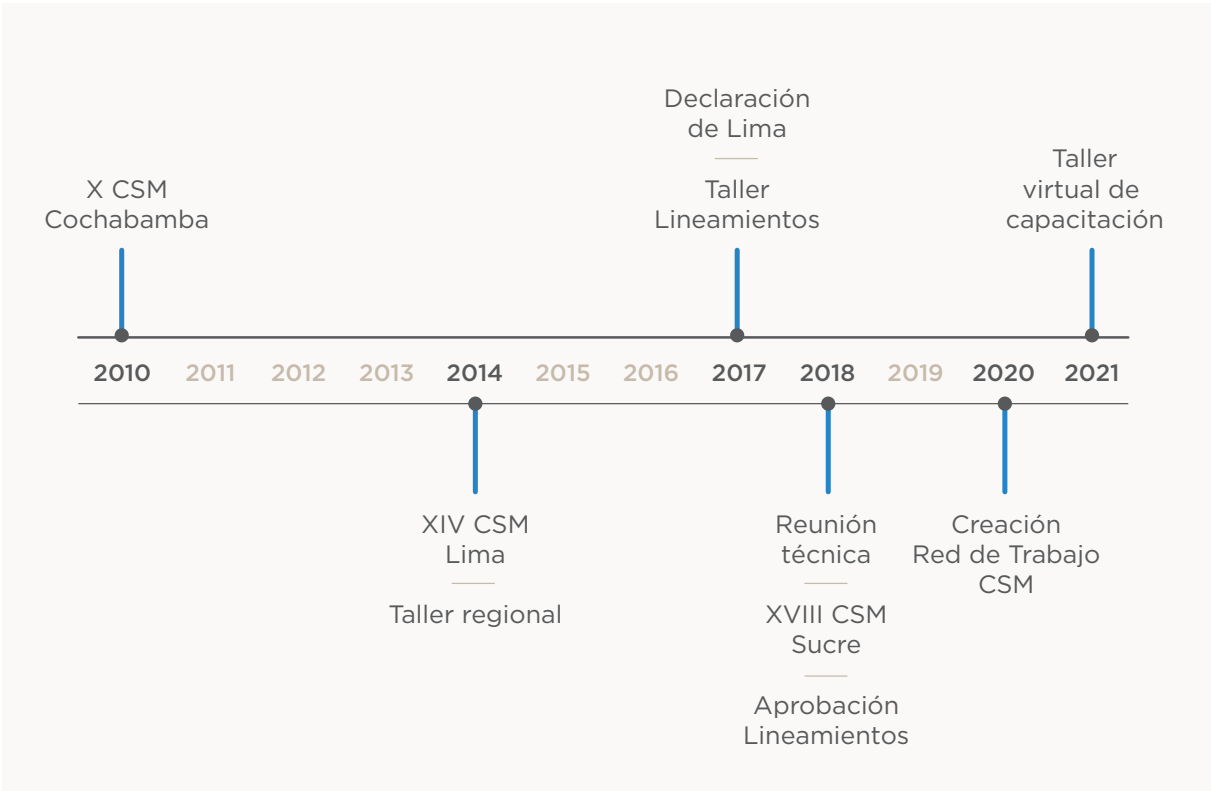 Declaración
de Lima
Taller
Lineamientos
X CSM
Cochabamba
Taller
virtual de
capacitación
2010 2011 2012 2013 2014 2015 2016 2017 2018 2019 2020 2021
XIV CSM
Lima
Taller regional
Reunión
técnica
XVIII CSM
Sucre
Aprobación
Lineamientos
Creación
Red de Trabajo
CSM